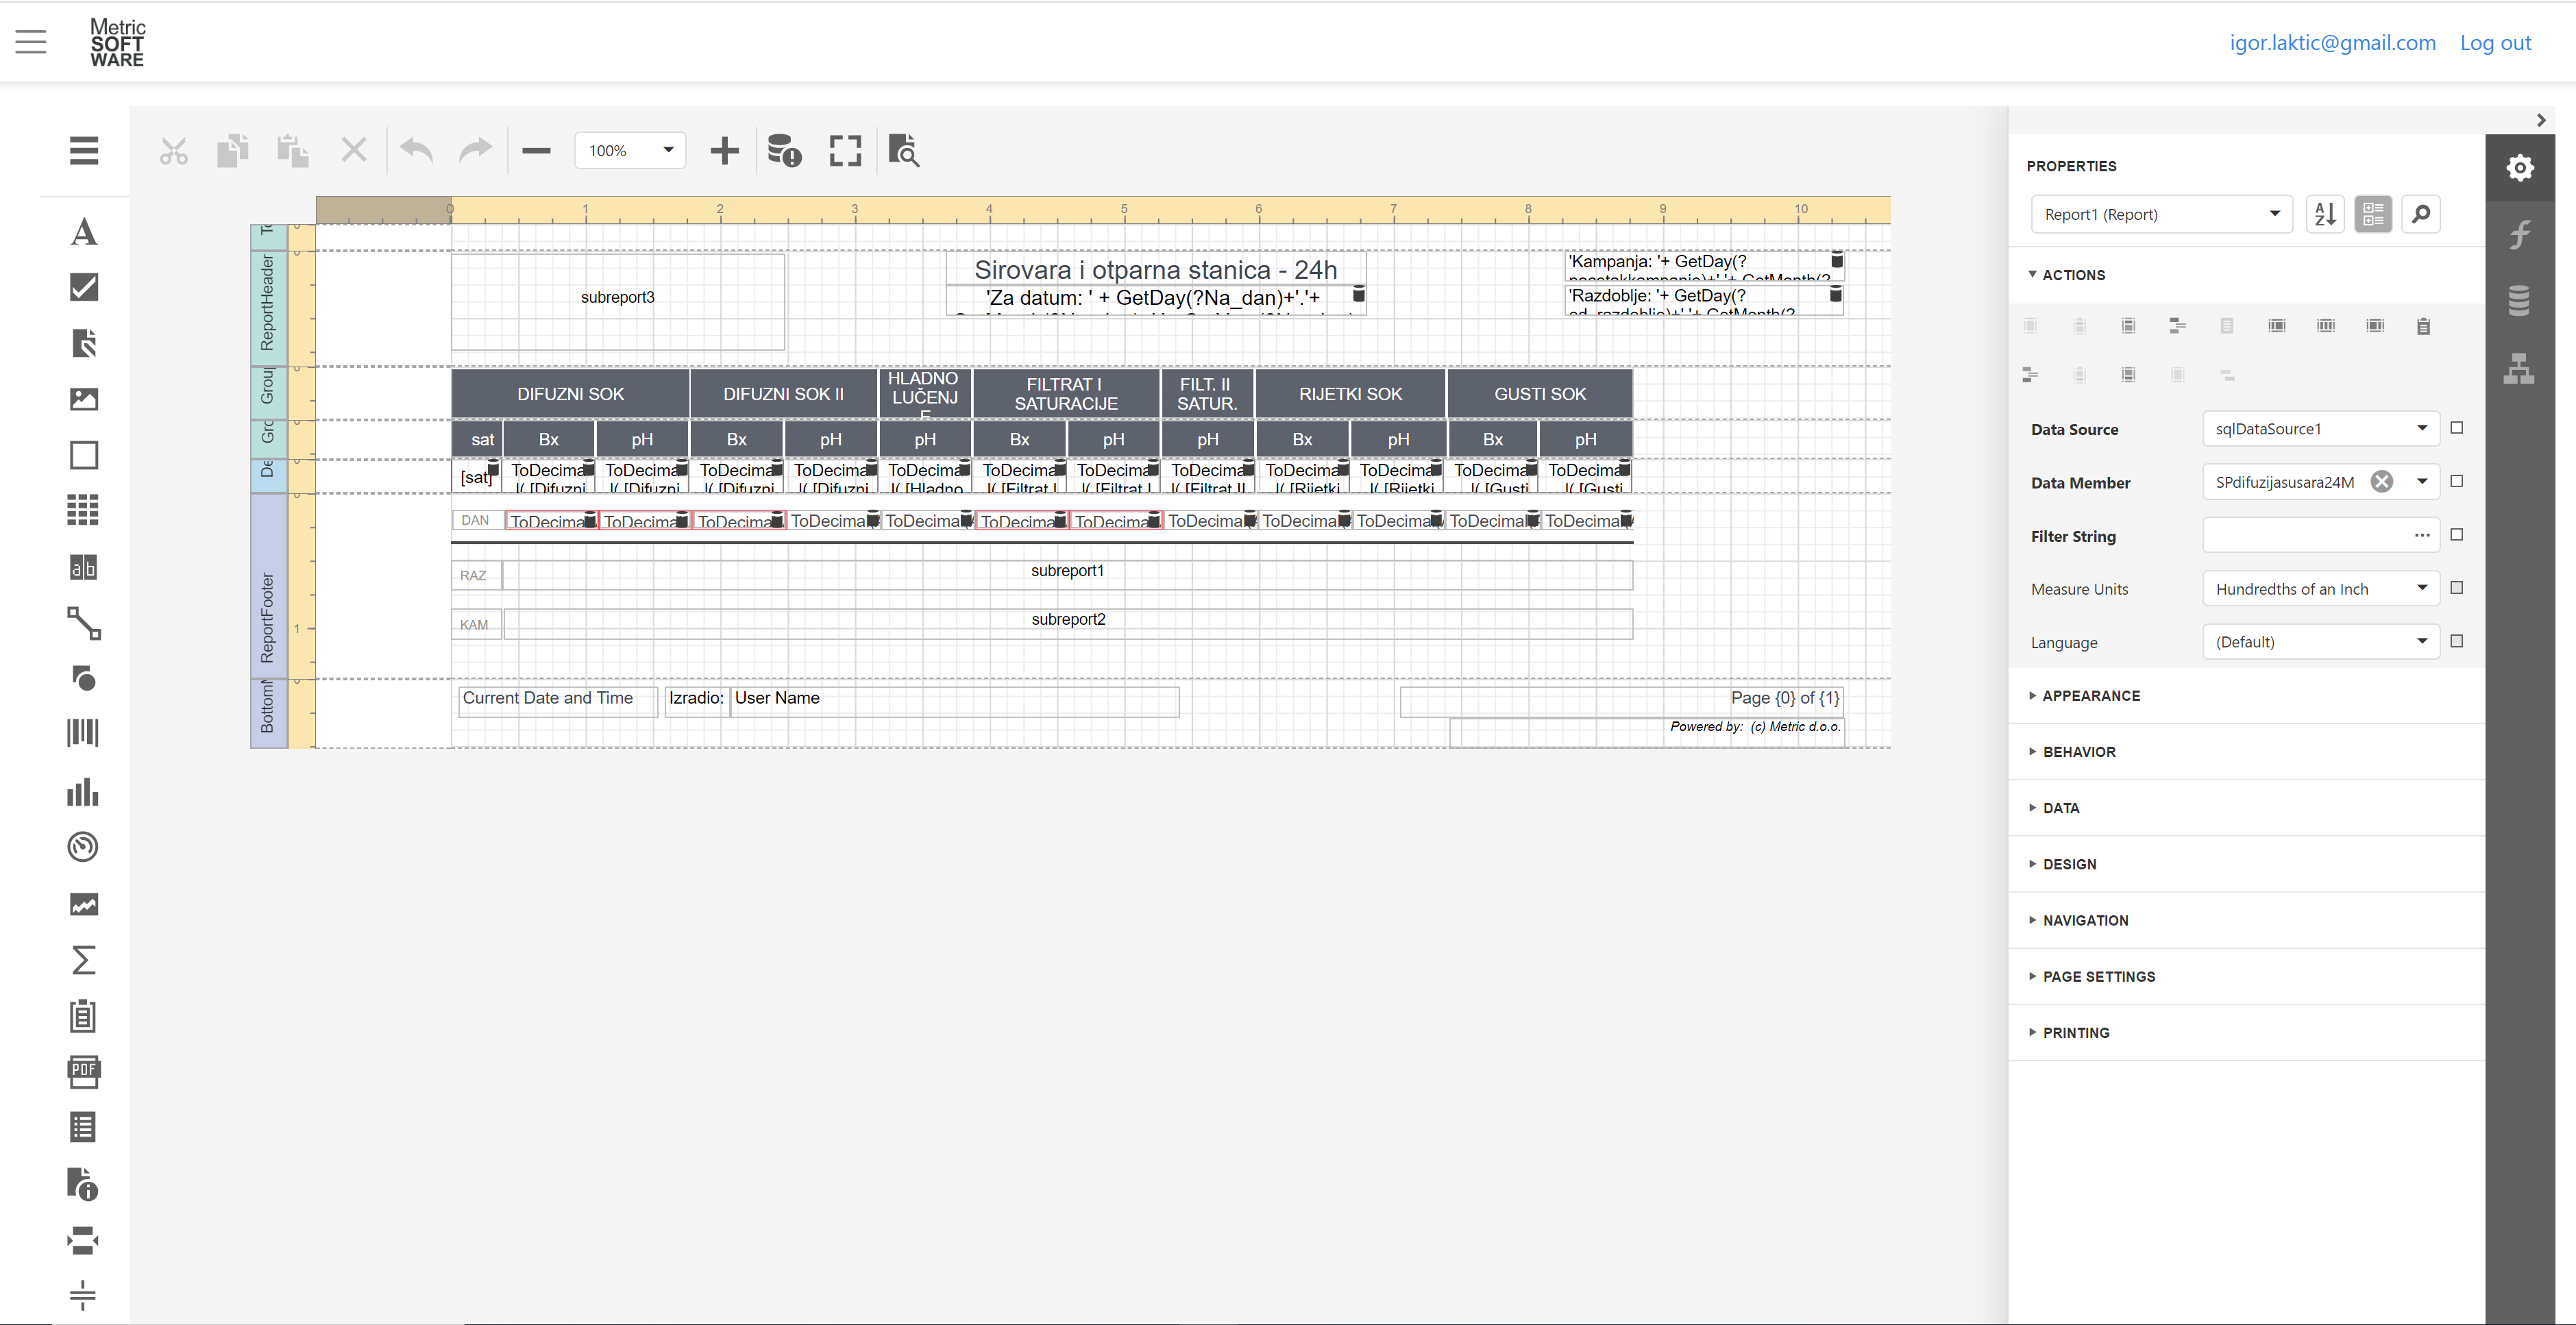 Metric
SOFT
WARE
igor.laktic@gmail.com Log out
100%
0 1 2 3 4 5 6 7 8 9 10
ReportHeader
subreport3
Sirovara i otparna stanica - 24h
'Za datum: ' + GetDay(?Na_dan)+'.'+
'Kampanja: '+ GetDay(?
'Razdoblje: '+ GetDay(?
DIFUZNI SOK DIFUZNI SOK II HLADNO LUČENJ E FILTRAT I SATURACIJE FILT. II SATUR. RIJETKI SOK GUSTI SOK
sat Bx pH Bx pH pH Bx pH pH Bx pH Bx pH
[sat] ToDecima ToDecima ToDecima ToDecima ToDecima ToDecima ToDecima ToDecima ToDecima ToDecima ToDecima ToDecima
l( [Difuzni l( [Difuzni l( [Difuzni l( [Difuzni l( [Hladno l( [Filtrat I l( [Filtrat I l( [Filtrat II l( [Rijetki l( [Rijetki l( [Gusti l( [Gusti
ReportFooter
DAN ToDecima ToDecima ToDecima ToDecima ToDecima ToDecima ToDecima ToDecima ToDecima ToDecima ToDecima ToDecima
RAZ subreport1
1
KAM subreport2
Current Date and Time Izradio: User Name Page {0} of {1}
Powered by: (c) Metric d.o.o.
PROPERTIES
Report1 (Report)
ACTIONS
Data Source sqlDataSource1
Data Member SPdifuzijasusara24M
Filter String ...
Measure Units Hundredths of an Inch
Language (Default)
APPEARANCE
BEHAVIOR
DATA
DESIGN
NAVIGATION
PAGE SETTINGS
PRINTING
A
ab
PDF